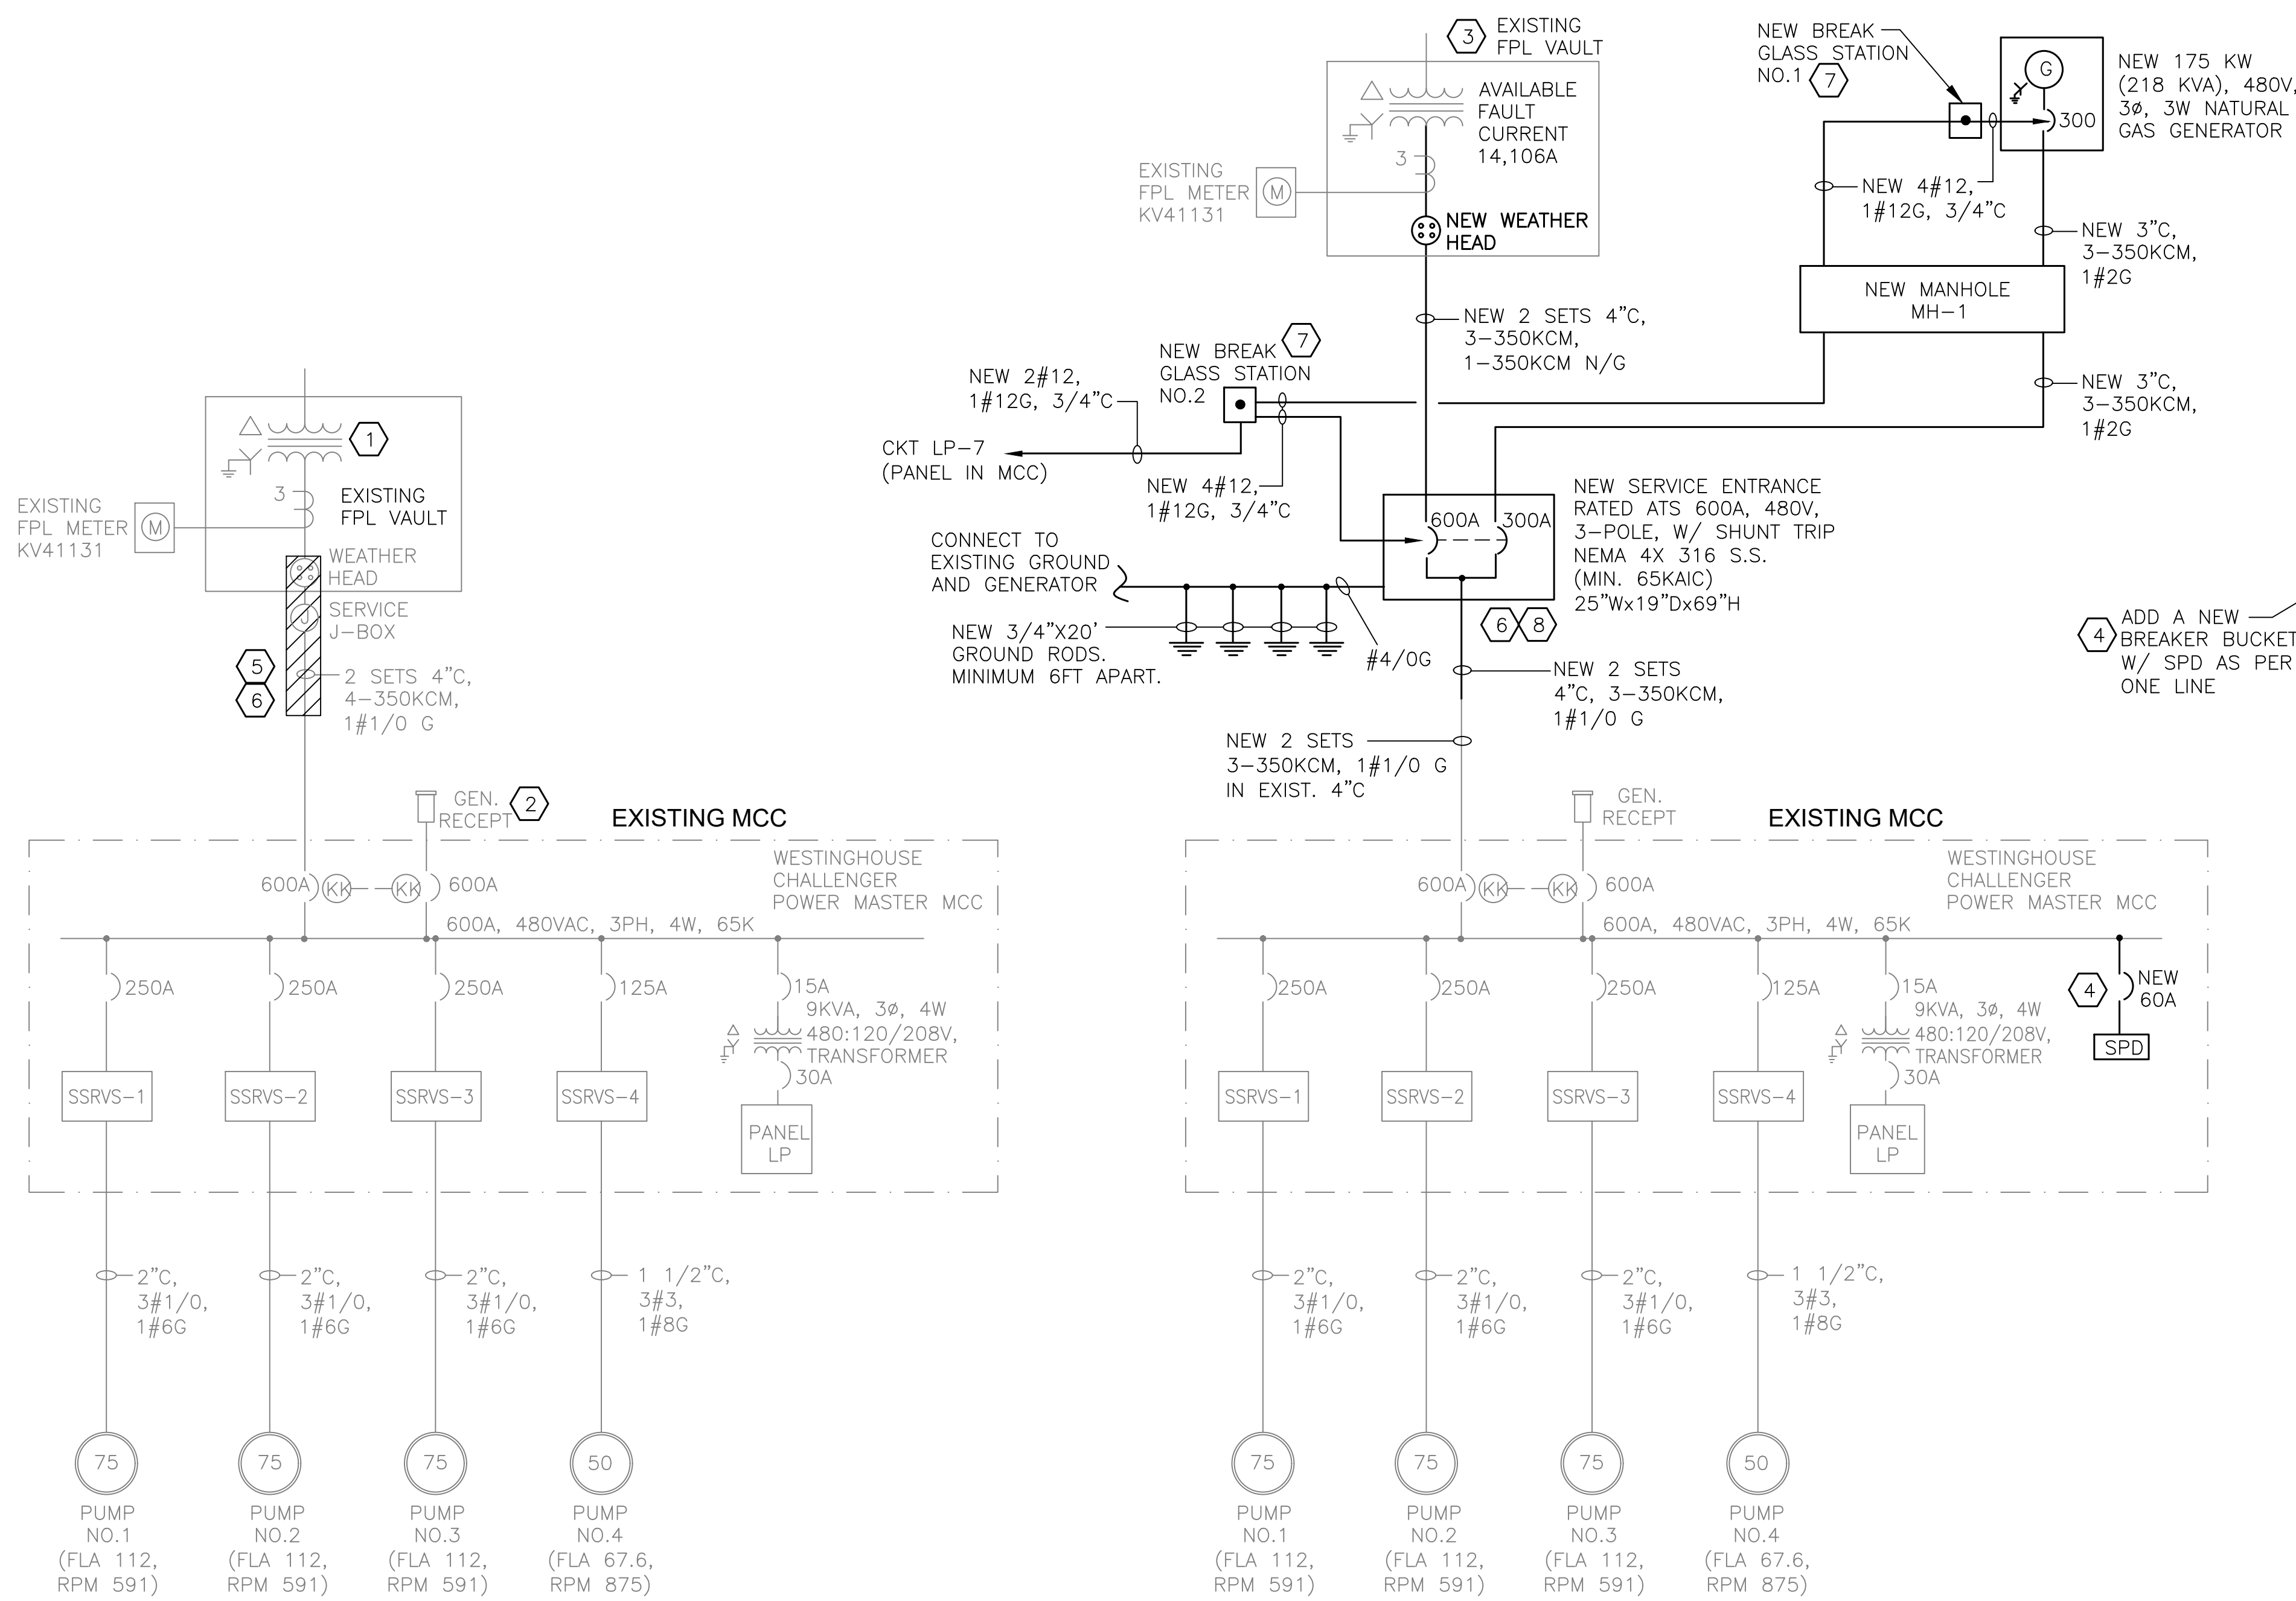 EXISTING
FPL METER
KV41131
M
1
3
EXISTING
FPL VAULT
WEATHER
HEAD
J
SERVICE
J-BOX
5
6
2 SETS 4"C,
4-350KCM,
1#1/0 G
GEN.
RECEPT
2
EXISTING MCC
WESTINGHOUSE
CHALLENGER
POWER MASTER MCC
600A
KK
KK
600A
600A, 480VAC, 3PH, 4W, 65K
250A
250A
250A
125A
15A
9KVA, 3ø, 4W
480:120/208V,
TRANSFORMER
30A
SSRVS-1
SSRVS-2
SSRVS-3
SSRVS-4
PANEL
LP
2"C,
3#1/0,
1#6G
2"C,
3#1/0,
1#6G
2"C,
3#1/0,
1#6G
1 1/2"C,
3#3,
1#8G
75
75
75
50
PUMP
NO.1
(FLA 112,
RPM 591)
PUMP
NO.2
(FLA 112,
RPM 591)
PUMP
NO.3
(FLA 112,
RPM 591)
PUMP
NO.4
(FLA 67.6,
RPM 875)
3
EXISTING
FPL VAULT
AVAILABLE
FAULT
CURRENT
14,106A
3
EXISTING
FPL METER
KV41131
M
NEW WEATHER
HEAD
NEW BREAK
GLASS STATION
NO.1
7
G
300
NEW 175 KW
(218 KVA), 480V,
3ø, 3W NATURAL
GAS GENERATOR
NEW 4#12,
1#12G, 3/4"C
NEW 3"C,
3-350KCM,
1#2G
NEW MANHOLE
MH-1
NEW 3"C,
3-350KCM,
1#2G
NEW 2 SETS 4"C,
3-350KCM,
1-350KCM N/G
NEW BREAK
GLASS STATION
NO.2
7
NEW 2#12,
1#12G, 3/4"C
CKT LP-7
(PANEL IN MCC)
NEW 4#12,
1#12G, 3/4"C
600A
300A
NEW SERVICE ENTRANCE
RATED ATS 600A, 480V,
3-POLE, W/ SHUNT TRIP
NEMA 4X 316 S.S.
(MIN. 65KAIC)
25"Wx19"Dx69"H
6
8
CONNECT TO
EXISTING GROUND
AND GENERATOR
NEW 3/4"X20'
GROUND RODS.
MINIMUM 6FT APART.
#4/0G
NEW 2 SETS
4"C, 3-350KCM,
1#1/0 G
NEW 2 SETS
3-350KCM, 1#1/0 G
IN EXIST. 4"C
4
ADD A NEW
BREAKER BUCKET
W/ SPD AS PER
ONE LINE
GEN.
RECEPT
EXISTING MCC
WESTINGHOUSE
CHALLENGER
POWER MASTER MCC
600A
KK
KK
600A
600A, 480VAC, 3PH, 4W, 65K
250A
250A
250A
125A
15A
9KVA, 3ø, 4W
480:120/208V,
TRANSFORMER
30A
4
NEW
60A
SPD
SSRVS-1
SSRVS-2
SSRVS-3
SSRVS-4
PANEL
LP
2"C,
3#1/0,
1#6G
2"C,
3#1/0,
1#6G
2"C,
3#1/0,
1#6G
1 1/2"C,
3#3,
1#8G
75
75
75
50
PUMP
NO.1
(FLA 112,
RPM 591)
PUMP
NO.2
(FLA 112,
RPM 591)
PUMP
NO.3
(FLA 112,
RPM 591)
PUMP
NO.4
(FLA 67.6,
RPM 875)